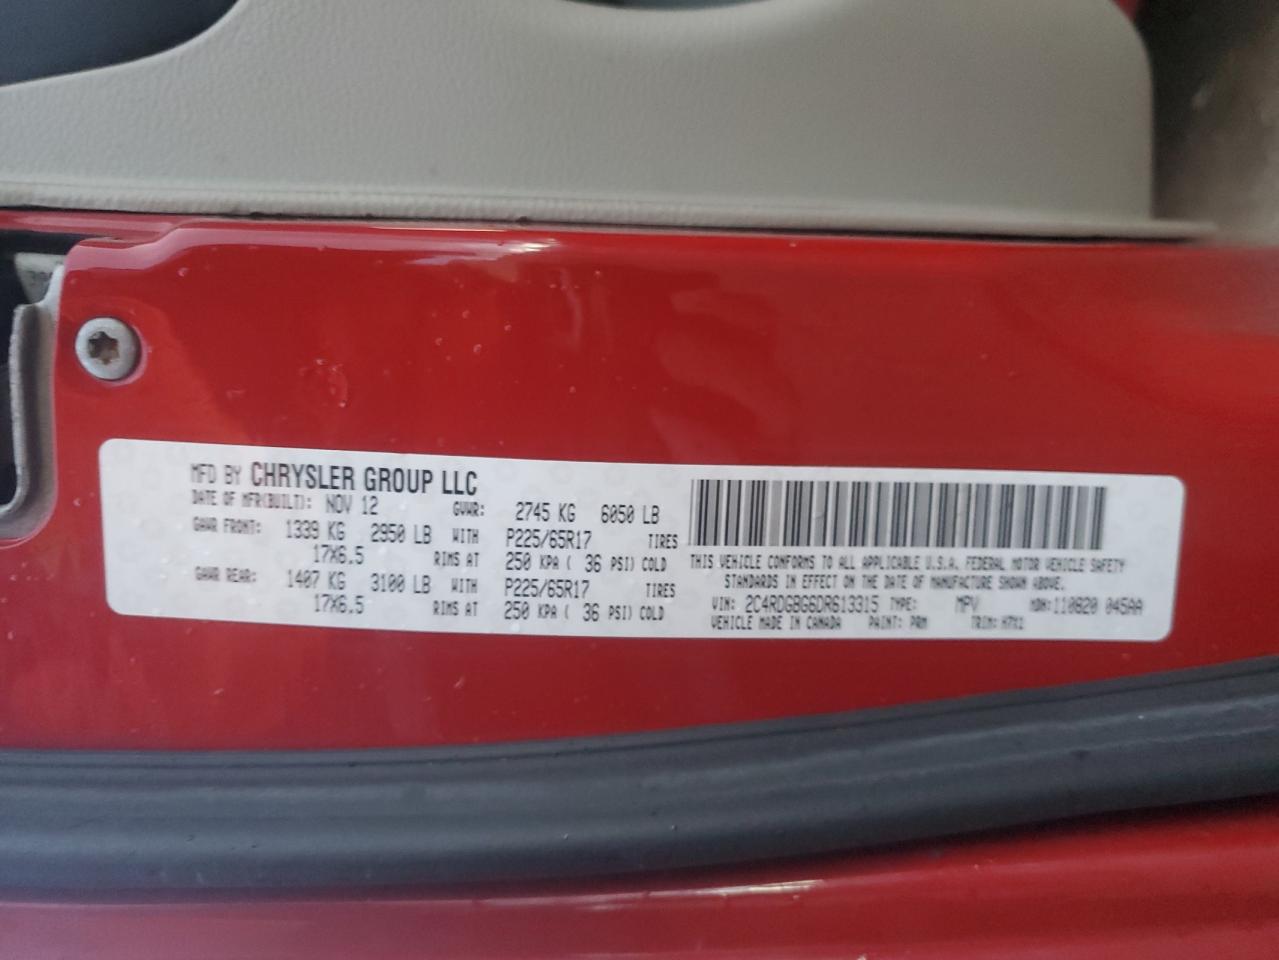 MFD BY CHRYSLER GROUP LLC
DATE OF MFR(BUILT): NOV 12 GVWR: 2745 KG 6050 LB
GAWR FRONT: 1339 KG 2950 LB WITH P225/65R17 TIRES
17X6.5 RIMS AT 250 KPA ( 36 PSI) COLD
GAWR REAR: 1407 KG 3100 LB WITH P225/65R17 TIRES
17X6.5 RIMS AT 250 KPA ( 36 PSI) COLD
THIS VEHICLE CONFORMS TO ALL APPLICABLE U.S.A. FEDERAL MOTOR VEHICLE SAFETY
STANDARDS IN EFFECT ON THE DATE OF MANUFACTURE SHOWN ABOVE.
VIN: 2C4RDGBG6DR613315 TYPE: MPV MDH: 110820 045AA
VEHICLE MADE IN CANADA PAINT: PRM TRIM: